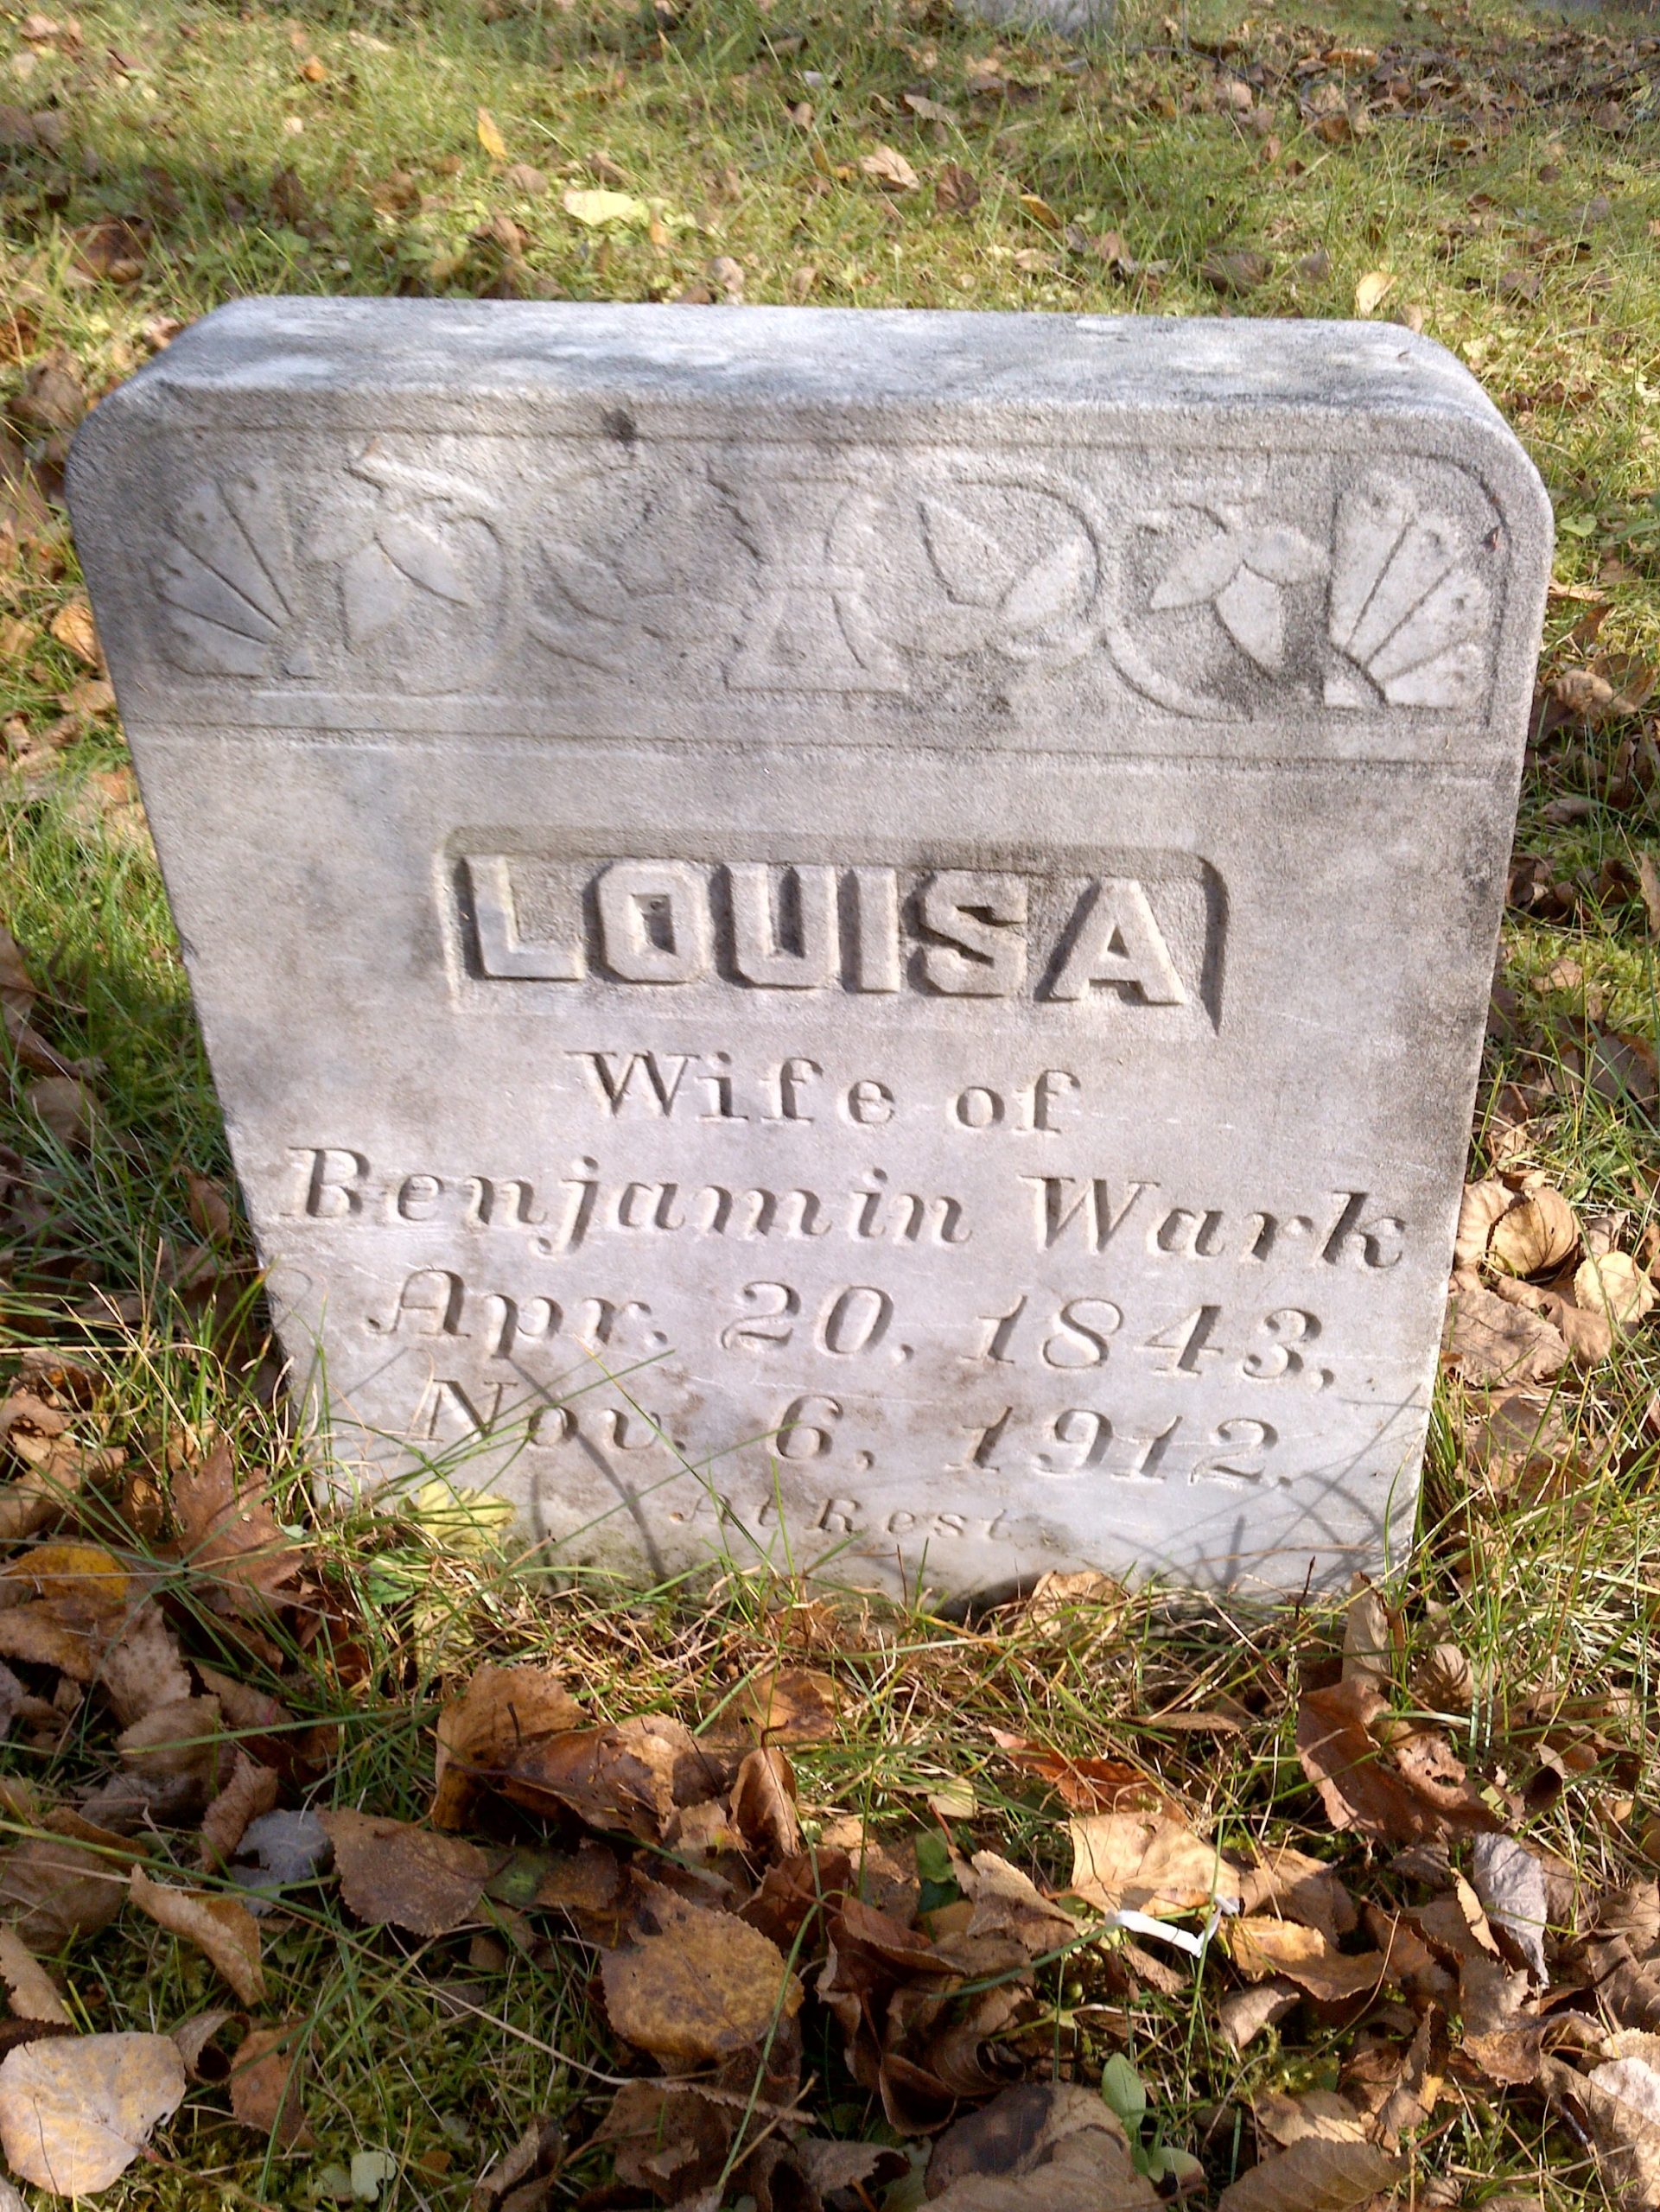 LOUISA
Wife of
Benjamin Wark
Apr. 20, 1843,
Nov. 6, 1912.
At Rest